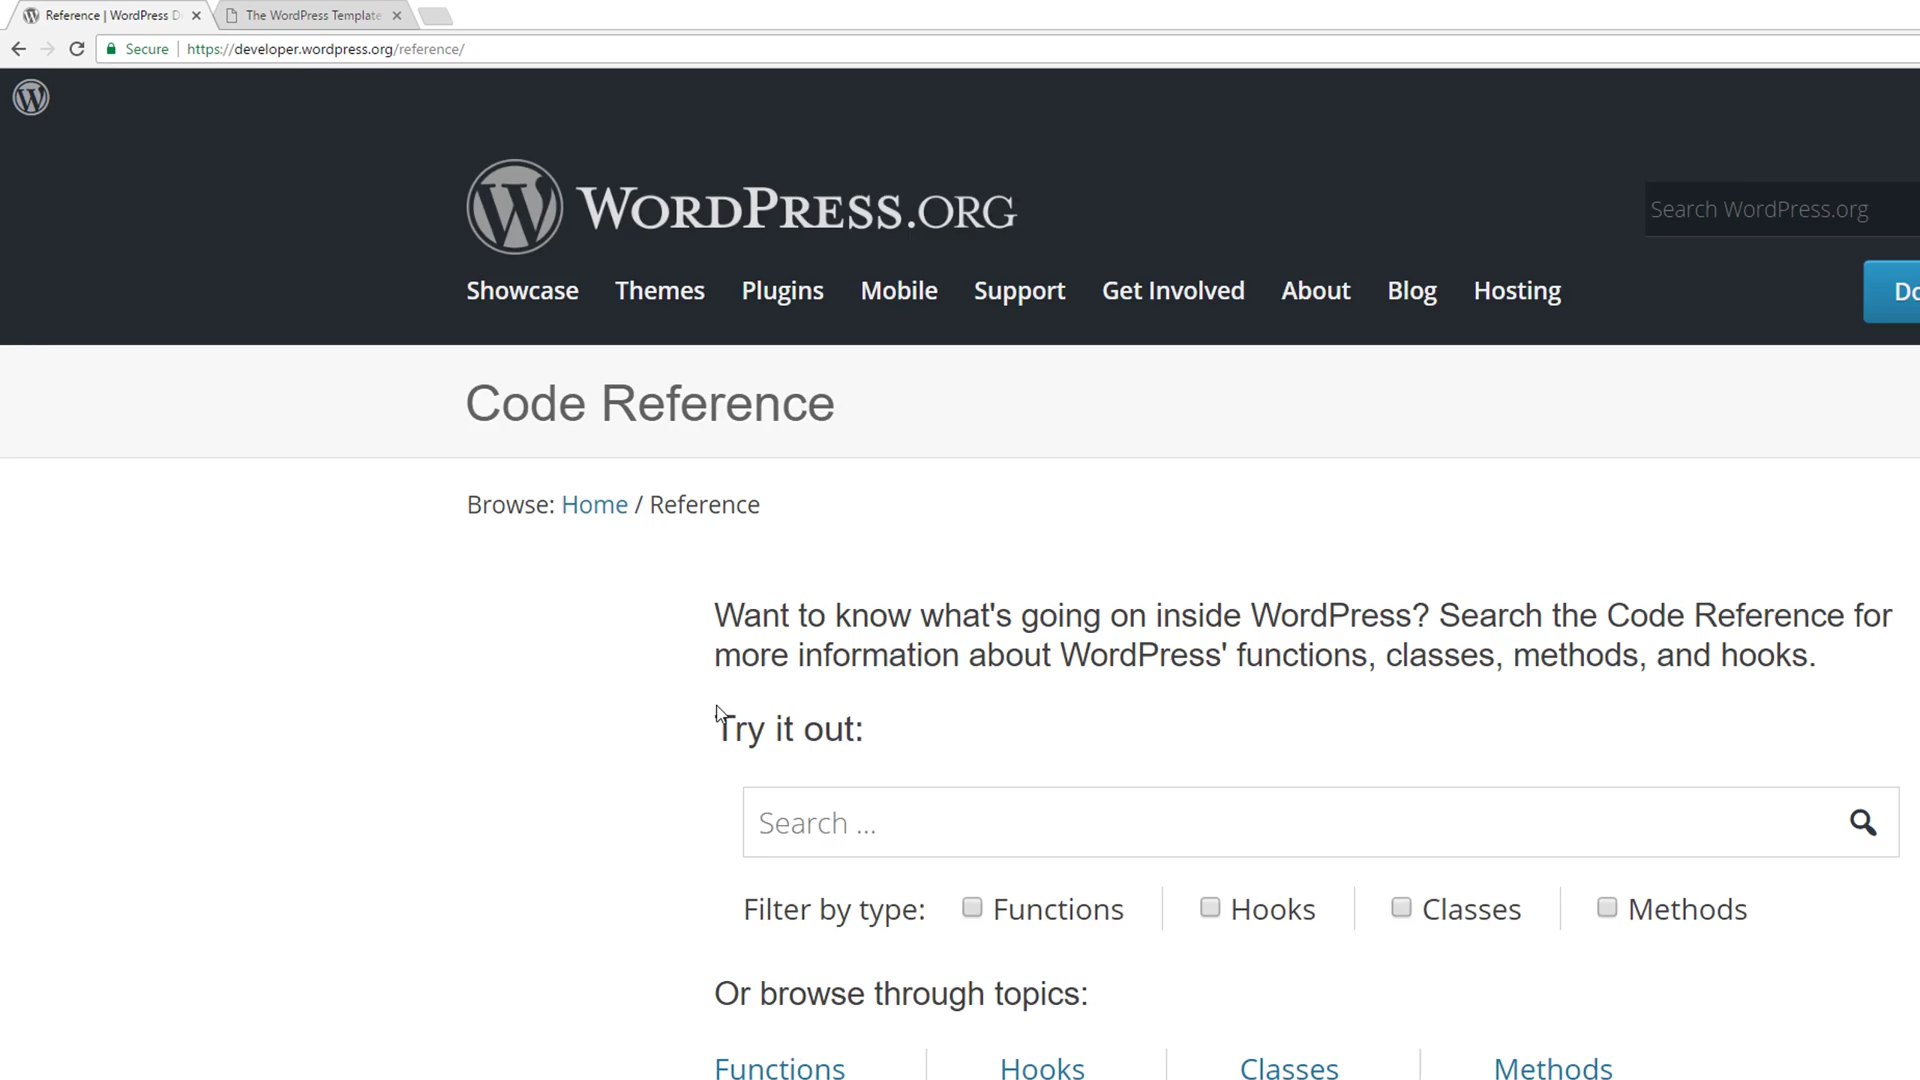 Reference | WordPress D
The WordPress Template
Secure
https://developer.wordpress.org/reference/
WORDPRESS.ORG
Search WordPress.org
Showcase Themes Plugins Mobile Support Get Involved About Blog Hosting
Do
Code Reference
Browse: Home / Reference
Want to know what's going on inside WordPress? Search the Code Reference for
more information about WordPress' functions, classes, methods, and hooks.
Try it out:
Search ...
Filter by type: Functions Hooks Classes Methods
Or browse through topics:
Functions Hooks Classes Methods